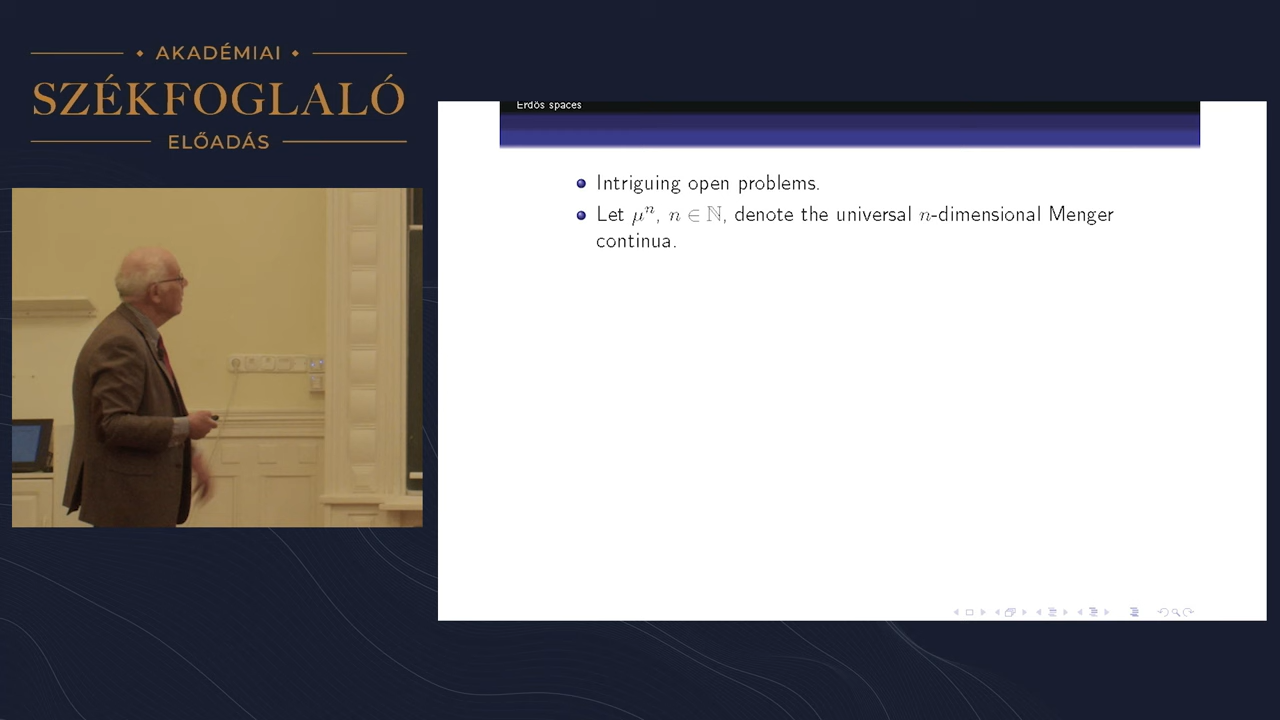 AKADÉMIAI
SZÉKFOGLALÓ
ELŐADÁS
Erdős spaces
Intriguing open problems.
Let μⁿ, n ∈ ℕ, denote the universal n-dimensional Menger
continua.